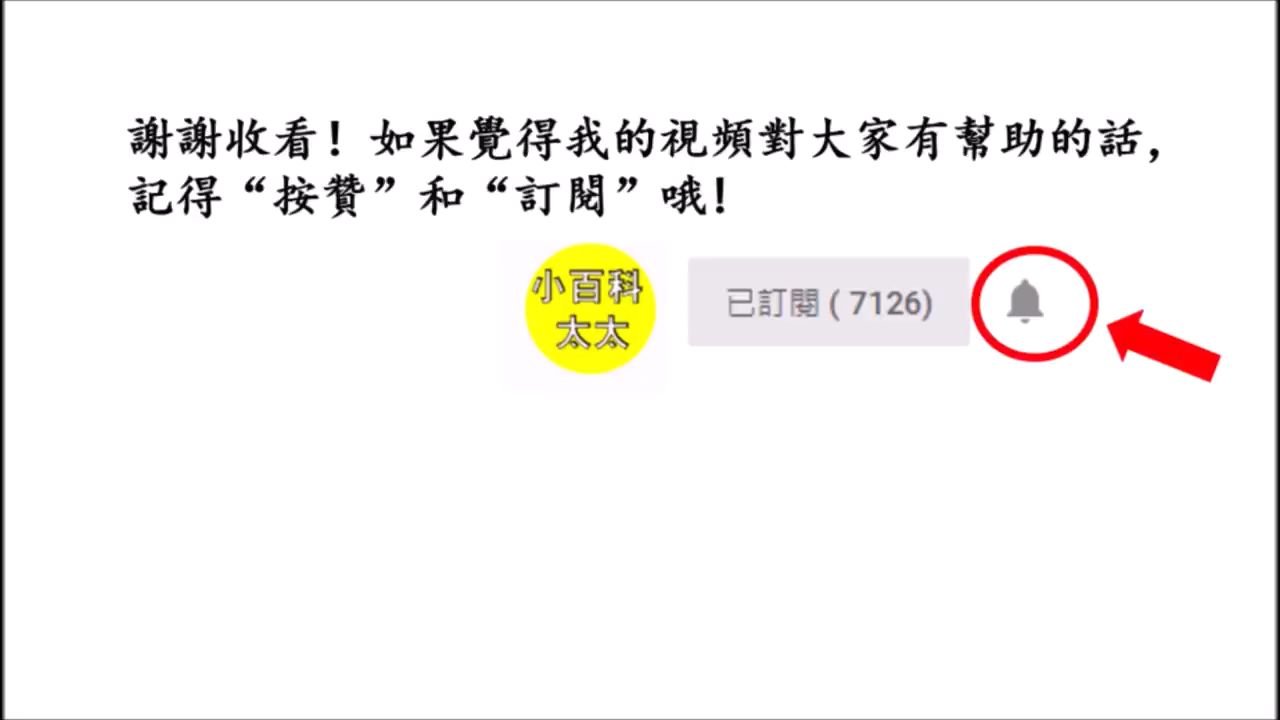 謝謝收看！如果覺得我的視頻對大家有幫助的話，
記得“按贊”和“訂閱”哦！
小百科
太太
已訂閱 ( 7126)